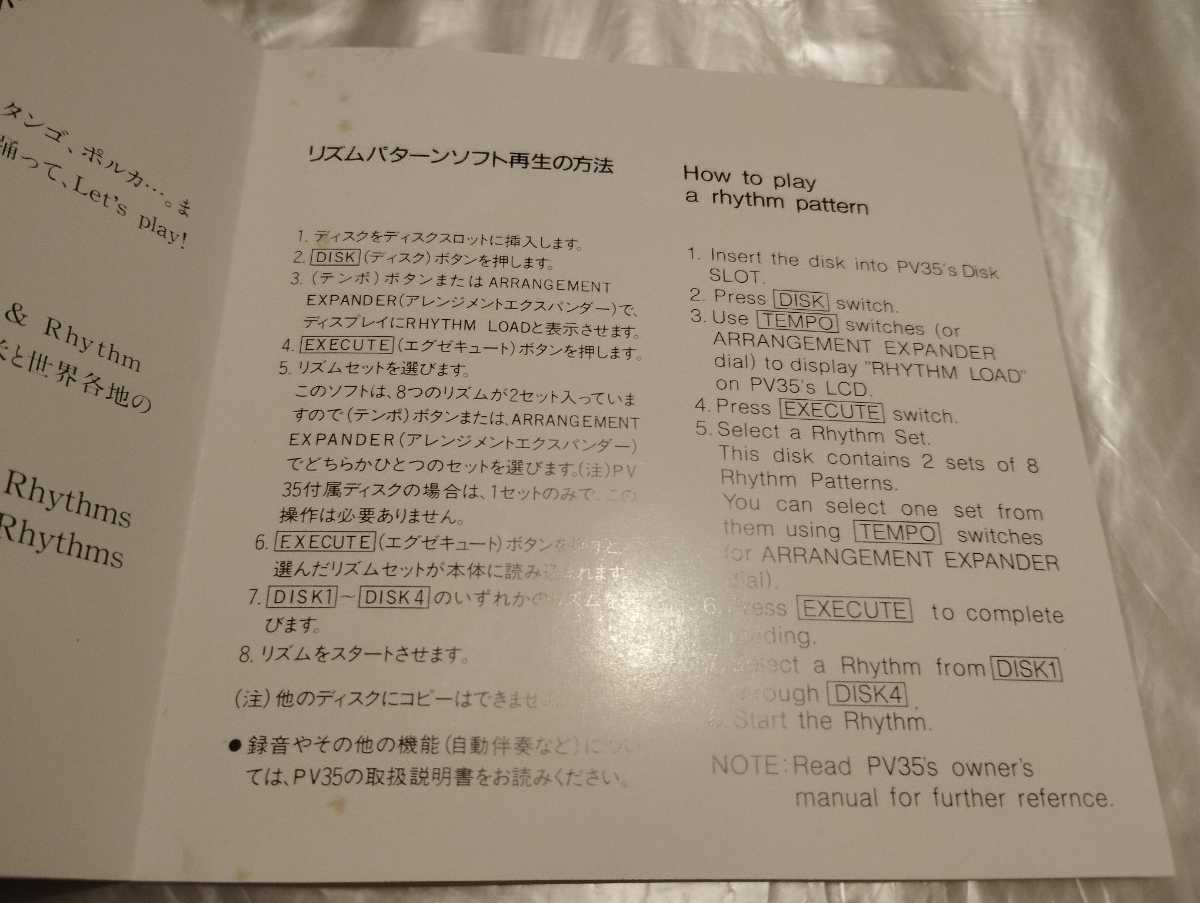 タンゴ、ポルカ…。ま
踊って、Let's play!
& Rhythm
と世界各地の
Rhythms
Rhythms
リズムパターンソフト再生の方法
1. ディスクをディスクスロットに挿入します。
2. DISK (ディスク) ボタンを押します。
3. (テンポ) ボタンまたは ARRANGEMENT
EXPANDER(アレンジメントエクスパンダー)で、
ディスプレイにRHYTHM LOADと表示させます。
4. EXECUTE (エグゼキュート) ボタンを押します。
5. リズムセットを選びます。
このソフトは、8つのリズムが2セット入っていま
すので (テンポ) ボタンまたは、ARRANGEMENT
EXPANDER (アレンジメントエクスパンダー)
でどちらかひとつのセットを選びます。(注) PV
35付属ディスクの場合は、1セットのみで、この
操作は必要ありません。
6. EXECUTE (エグゼキュート) ボタンを
選んだリズムセットが本体に読み込まれます
7. DISK1 〜 DISK4 のいずれかの
びます。
8. リズムをスタートさせます。
(注) 他のディスクにコピーはできませ
● 録音やその他の機能 (自動伴奏など) につい
ては、PV35の取扱説明書をお読みください。
How to play
a rhythm pattern
1. Insert the disk into PV35's Disk
SLOT.
2. Press DISK switch.
3. Use TEMPO switches (or
ARRANGEMENT EXPANDER
dial) to display "RHYTHM LOAD"
on PV35's LCD.
4. Press EXECUTE switch.
5. Select a Rhythm Set.
This disk contains 2 sets of 8
Rhythm Patterns.
You can select one set from
them using TEMPO switches
(or ARRANGEMENT EXPANDER
dial).
6. Press EXECUTE to complete
Select a Rhythm from DISK1
through DISK4.
Start the Rhythm.
NOTE: Read PV35's owner's
manual for further refernce.